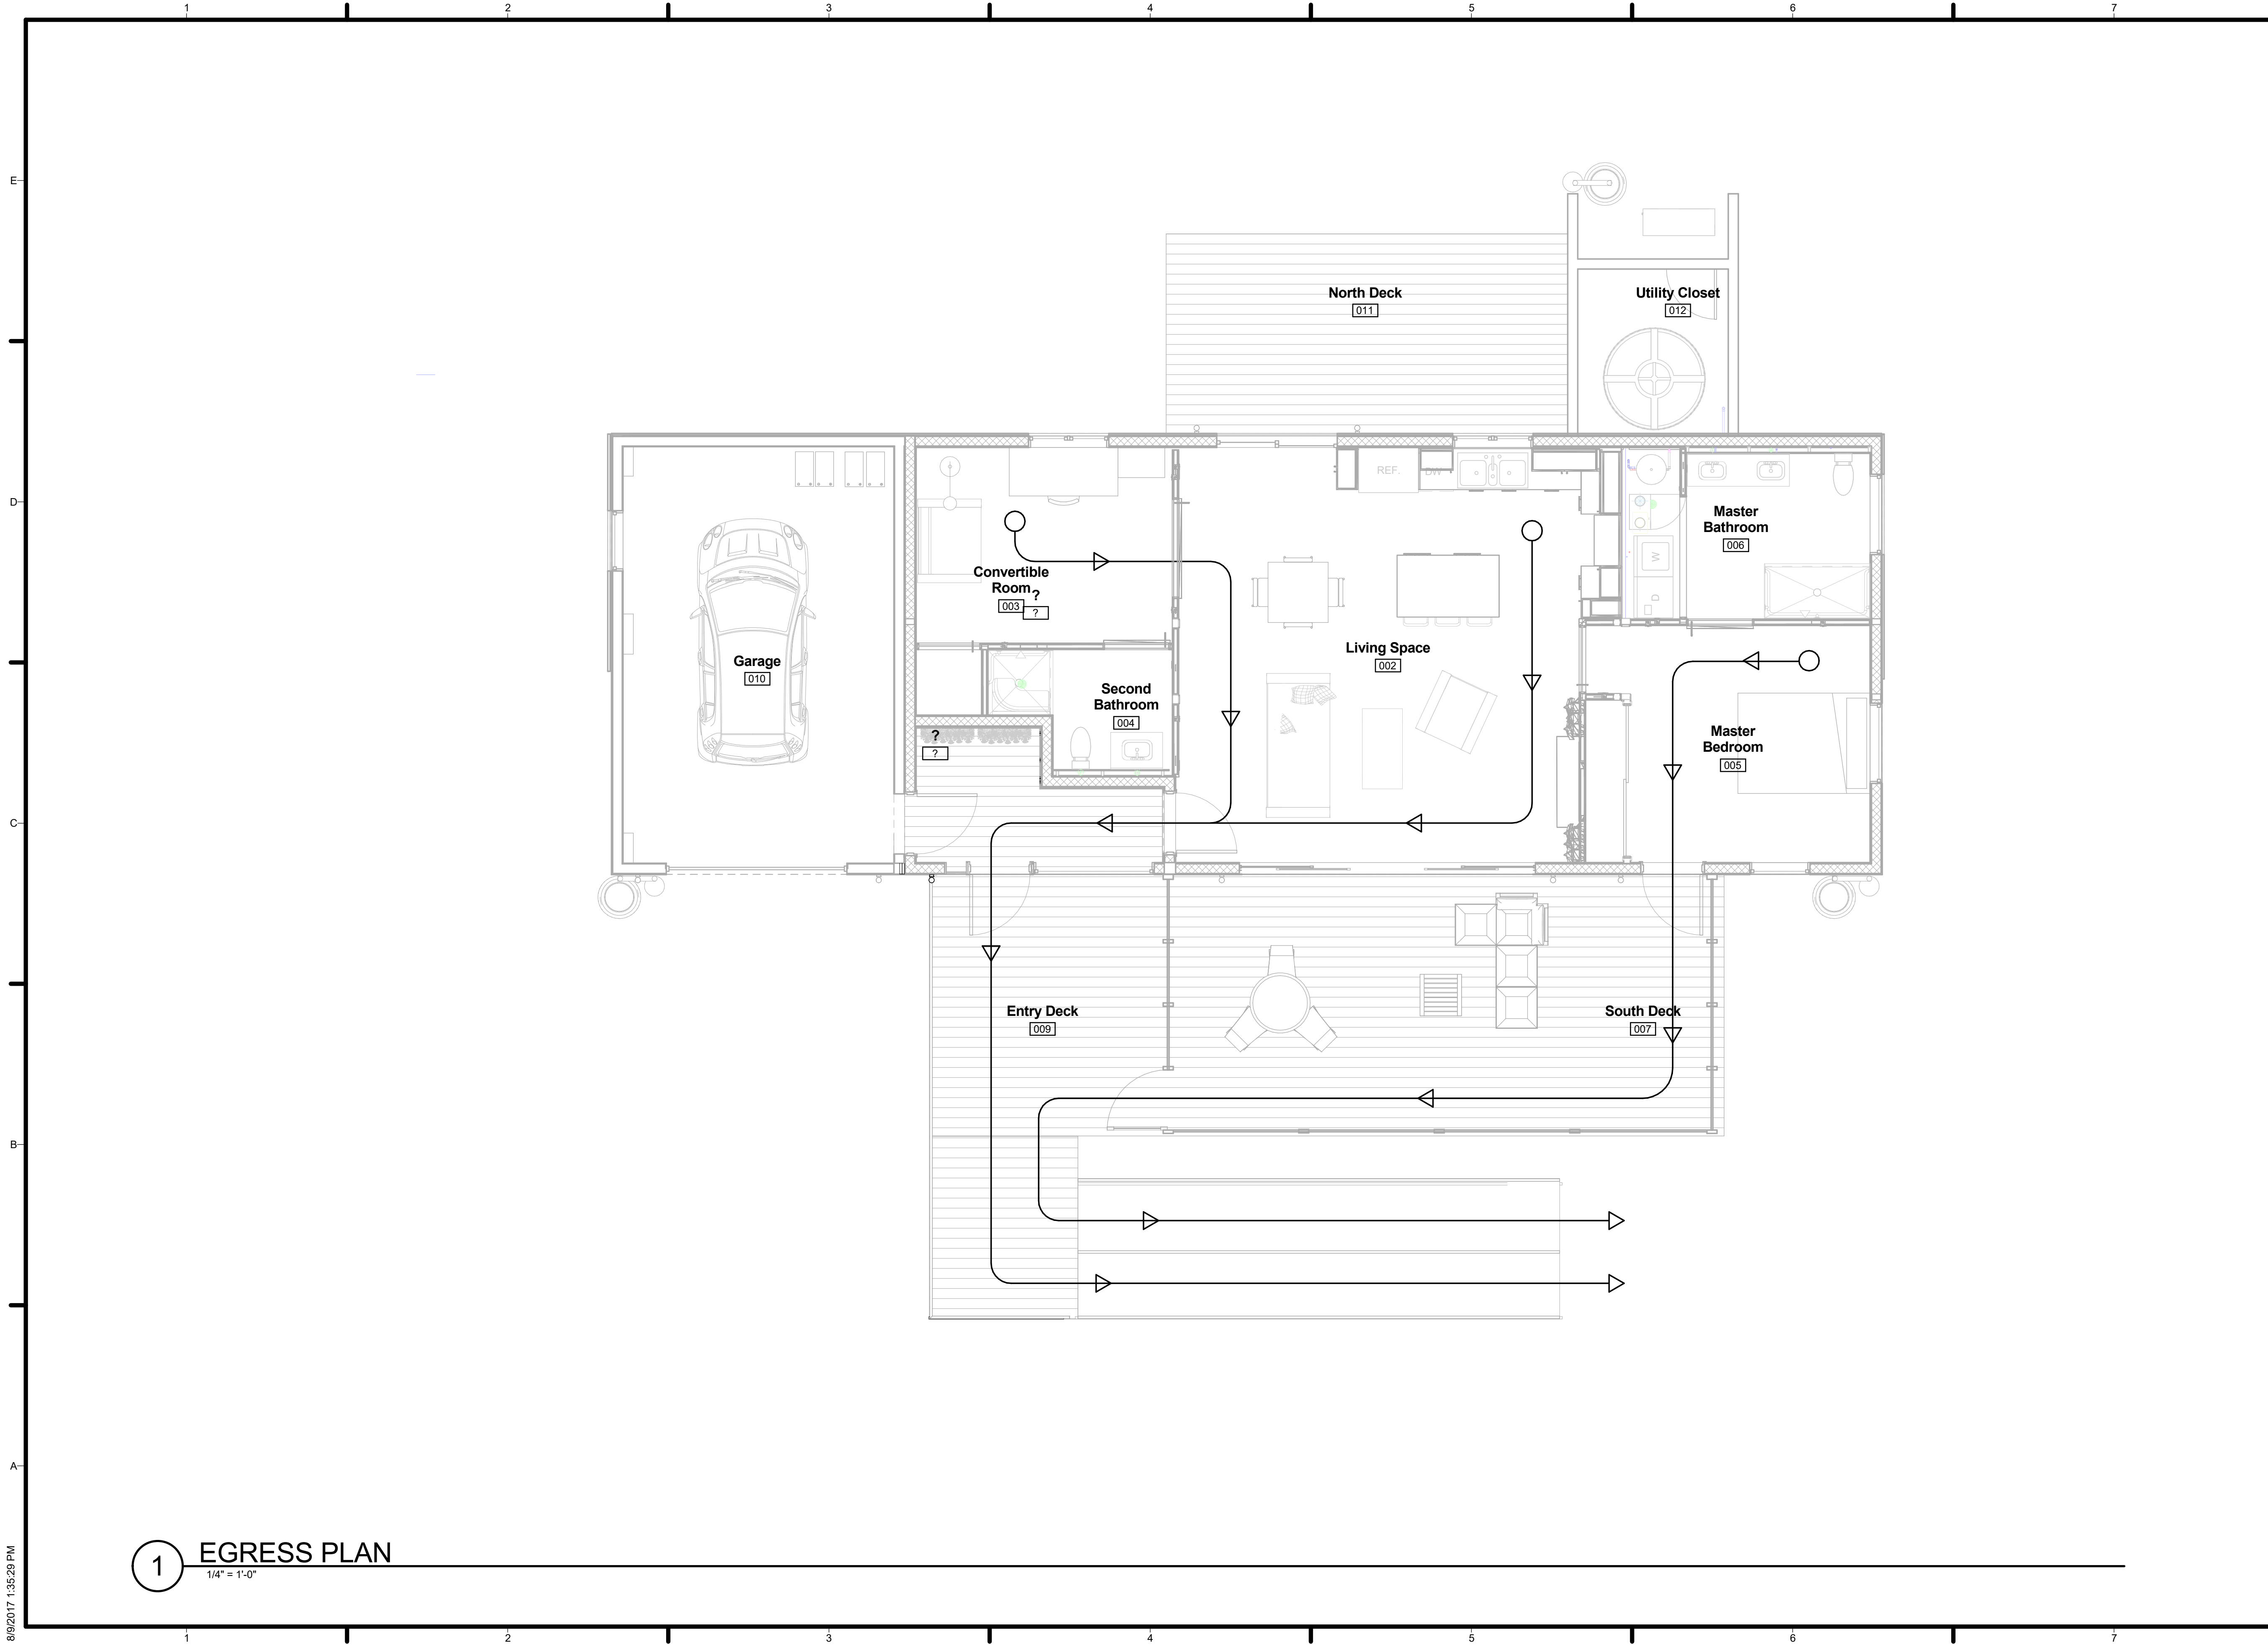 1 2 3 4 5 6 7
E
D
C
B
A
North Deck
011
Utility Closet
012
REF.
DW
Master
Bathroom
006
W
D
Convertible
Room
003
?
?
Living Space
002
Garage
010
Second
Bathroom
004
?
?
Master
Bedroom
005
Entry Deck
009
South Deck
007
1
EGRESS PLAN
1/4" = 1'-0"
8/9/2017 1:35:29 PM
1 2 3 4 5 6 7